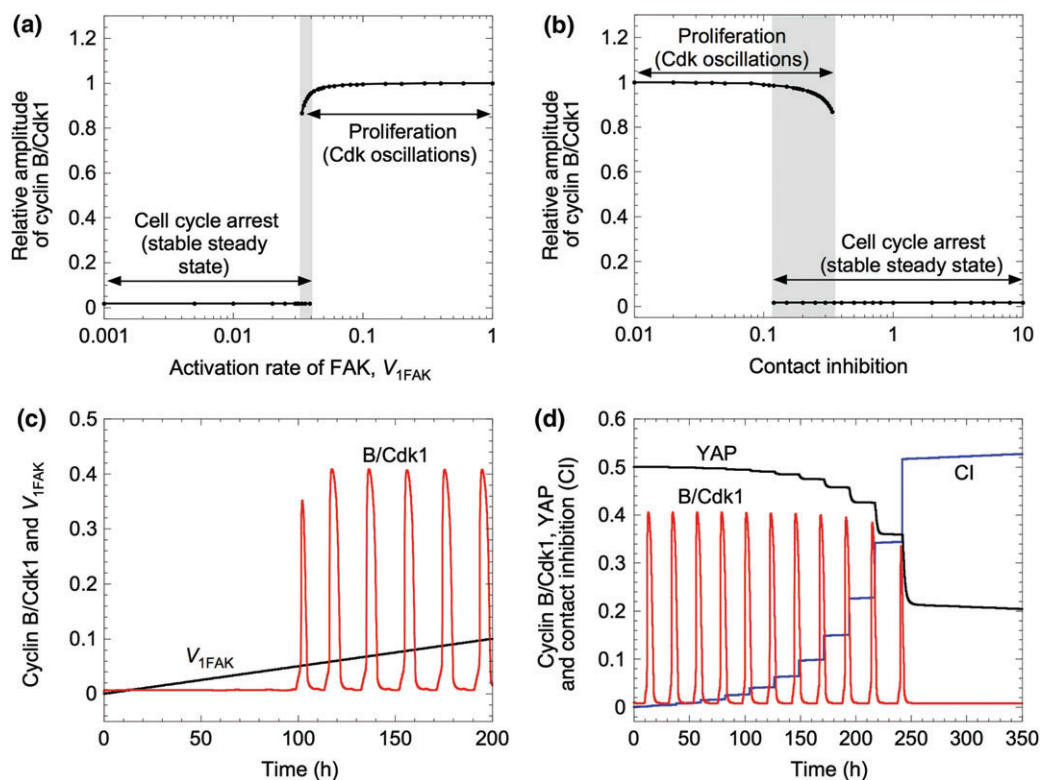 (a)
1.2
1
0.8
0.6
0.4
0.2
0
Relative amplitude
of cyclin B/Cdk1
Proliferation
(Cdk oscillations)
Cell cycle arrest
(stable steady
state)
0.001
0.01
0.1
1
Activation rate of FAK, V1FAK
(b)
1.2
1
0.8
0.6
0.4
0.2
0
Relative amplitude
of cyclin B/Cdk1
Proliferation
(Cdk oscillations)
Cell cycle arrest
(stable steady state)
0.01
0.1
1
10
Contact inhibition
(c)
0.5
0.4
0.3
0.2
0.1
0
Cyclin B/Cdk1 and V1FAK
B/Cdk1
V1FAK
0
50
100
150
200
Time (h)
(d)
0.6
0.5
0.4
0.3
0.2
0.1
0
Cyclin B/Cdk1, YAP
and contact inhibition (CI)
YAP
CI
B/Cdk1
0
50
100
150
200
250
300
350
Time (h)